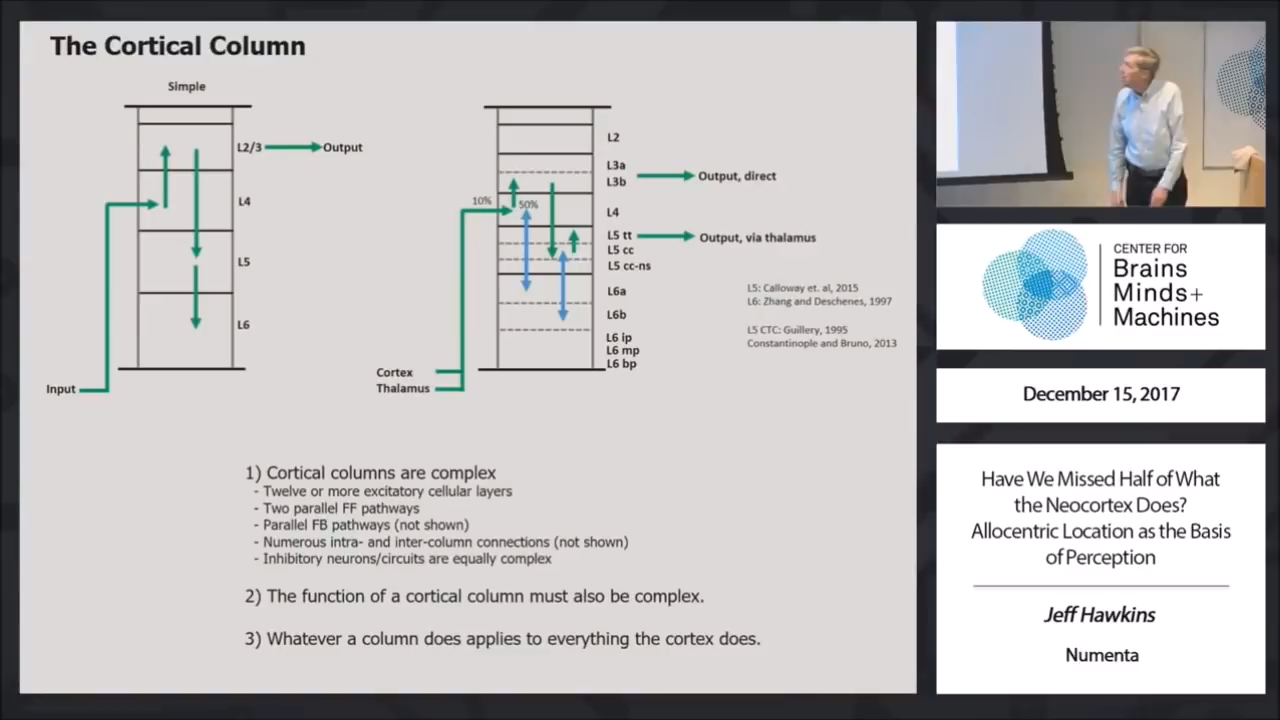 The Cortical Column
Simple
L2/3
Output
L4
L5
L6
Input
L2
L3a
L3b
Output, direct
10%
50%
L4
L5 tt
Output, via thalamus
L5 cc
L5 cc-ns
L6a
L6b
L6 ip
L6 mp
L6 bp
Cortex
Thalamus
L5: Calloway et. al, 2015
L6: Zhang and Deschenes, 1997
L5 CTC: Guillery, 1995
Constantinople and Bruno, 2013
1) Cortical columns are complex
- Twelve or more excitatory cellular layers
- Two parallel FF pathways
- Parallel FB pathways (not shown)
- Numerous intra- and inter-column connections (not shown)
- Inhibitory neurons/circuits are equally complex
2) The function of a cortical column must also be complex.
3) Whatever a column does applies to everything the cortex does.
CENTER FOR
Brains
Minds+
Machines
December 15, 2017
Have We Missed Half of What
the Neocortex Does?
Allocentric Location as the Basis
of Perception
Jeff Hawkins
Numenta